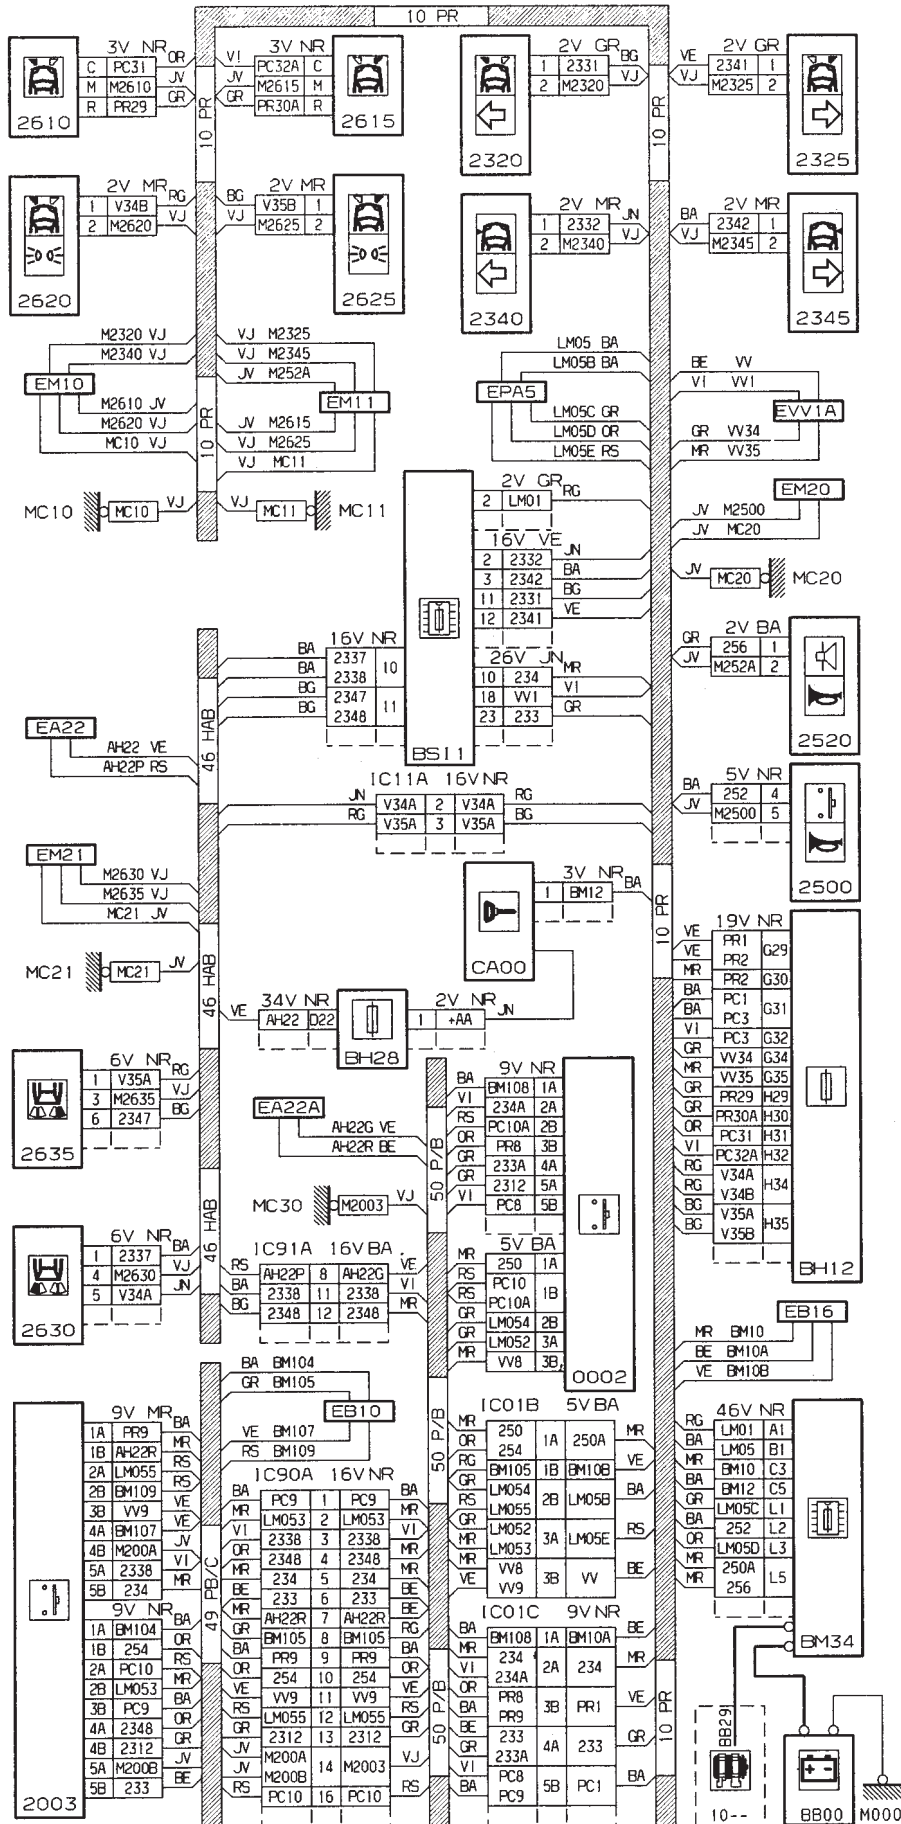 10 PR
3V NR
C PC31 OR
M M2610 JV
R PR29 GR
2610
3V NR
VI PC32A C
JV M2615 M
GR PR30A R
2615
2V GR
1 2331 BG
2 M2320 VJ
2320
2V GR
VE 2341 1
VJ M2325 2
2325
10 PR
10 PR
2V MR
1 V34B RG
2 M2620 VJ
2620
2V MR
BG V35B 1
VJ M2625 2
2625
2V MR
1 2332 JN
2 M2340 VJ
2340
2V MR
BA 2342 1
VJ M2345 2
2345
M2320 VJ
M2340 VJ
EM10
M2610 JV
M2620 VJ
MC10 VJ
10 PR
VJ M2325
VJ M2345
JV M252A
EM11
JV M2615
VJ M2625
VJ MC11
LM05 BA
LM05B BA
EPA5
LM05C GR
LM05D OR
LM05E RS
BE VV
VI VV1
EVV1A
GR VV34
MR VV35
MC10 MC10 VJ
VJ MC11 MC11
2V GR
2 LM01 RG
16V VE
2 2332 JN
3 2342 BA
11 2331 BG
12 2341 VE
26V JN
10 234 MR
18 VV1 VI
23 233 GR
16V NR
BA 2337
BA 2338 10
BG 2347
BG 2348 11
BSI1
EM20
JV M2500
JV MC20
JV MC20 MC20
2V BA
GR 256 1
JV M252A 2
2520
46 HAB
EA22
AH22 VE
AH22P RS
IC11A 16V NR
JN V34A 2 V34A RG
RG V35A 3 V35A BG
5V NR
BA 252 4
JV M2500 5
2500
EM21
M2630 VJ
M2635 VJ
MC21 JV
MC21 MC21 JV
46 HAB
3V NR
1 BM12 BA
CA00
10 PR
34V NR
VE AH22 D22
BH28
2V NR
1 +AA JN
19V NR
VE PR1
VE PR2 G29
MR PR2 G30
BA PC1
BA PC3 G31
VI PC3 G32
GR VV34 G34
MR VV35 G35
GR PR29 H29
GR PR30A H30
OR PC31 H31
VI PC32A H32
RG V34A
RG V34B H34
BG V35A
BG V35B H35
BH12
6V NR
1 V35A RG
3 M2635 VJ
6 2347 BG
2635
46 HAB
6V NR
1 2337 BA
4 M2630 VJ
5 V34A JN
2630
EA22A
AH22G VE
AH22R BE
MC30 M2003 VJ
50 P/B
9V NR
BA BM108 1A
VI 234A 2A
RS PC10A 2B
OR PR8 3B
GR 233A 4A
GR 2312 5A
VI PC8 5B
5V BA
MR 250 1A
RS PC10
RS PC10A 1B
GR LM054 2B
GR LM052 3A
MR VV8 3B
0002
IC91A 16V BA
RS AH22P 8 AH22G VE
BA 2338 11 2338 VI
BG 2348 12 2348 MR
EB16
MR BM10
BE BM10A
VE BM10B
BA BM104
GR BM105
EB10
VE BM107
RS BM109
9V MR
1A PR9 BA
1B AH22R MR
2A LM055 RS
2B BM109 RS
3B VV9 VE
4A BM107 VE
4B M200A JV
5A 2338 VI
5B 234 MR
9V NR
1A BM104 BA
1B 254 OR
2A PC10 RS
2B LM053 MR
3B PC9 BA
4A 2348 OR
4B 2312 GR
5A M200B JV
5B 233 BE
2003
49 PB/C
IC90A 16V NR
BA PC9 1 PC9 BA
MR LM053 2 LM053 MR
VI 2338 3 2338 VI
OR 2348 4 2348 MR
MR 234 5 234 MR
BE 233 6 233 BE
MR AH22R 7 AH22R BE
GR BM105 8 BM105 RG
BA PR9 9 PR9 BA
OR 254 10 254 OR
VE VV9 11 VV9 VE
RS LM055 12 LM055 RS
GR 2312 13 2312 GR
JV M200A
JV M200B 14 M2003 VJ
RS PC10 16 PC10 RS
50 P/B
50 P/B
IC01B 5V BA
MR 250
OR 254 1A 250A MR
RG BM105 1B BM10B VE
GR LM054
RS LM055 2B LM05B BA
GR LM052
MR LM053 3A LM05E RS
MR VV8
VE VV9 3B VV BE
IC01C 9V NR
BA BM108 1A BM10A BE
MR 234
VI 234A 2A 234 MR
OR PR8
BA PR9 3B PR1 VE
BE 233
GR 233A 4A 233 GR
VI PC8
BA PC9 5B PC1 BA
10 PR
46V NR
RG LM01 A1
BA LM05 B1
MR BM10 C3
BA BM12 C5
GR LM05C L1
BA 252 L2
OR LM05D L3
MR 250A
MR 256 L5
BM34
BB29
10--
BB00
M000